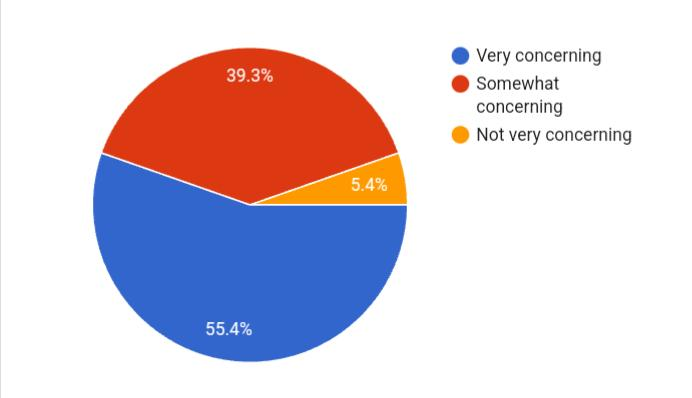 39.3%
5.4%
55.4%
Very concerning
Somewhat
concerning
Not very concerning